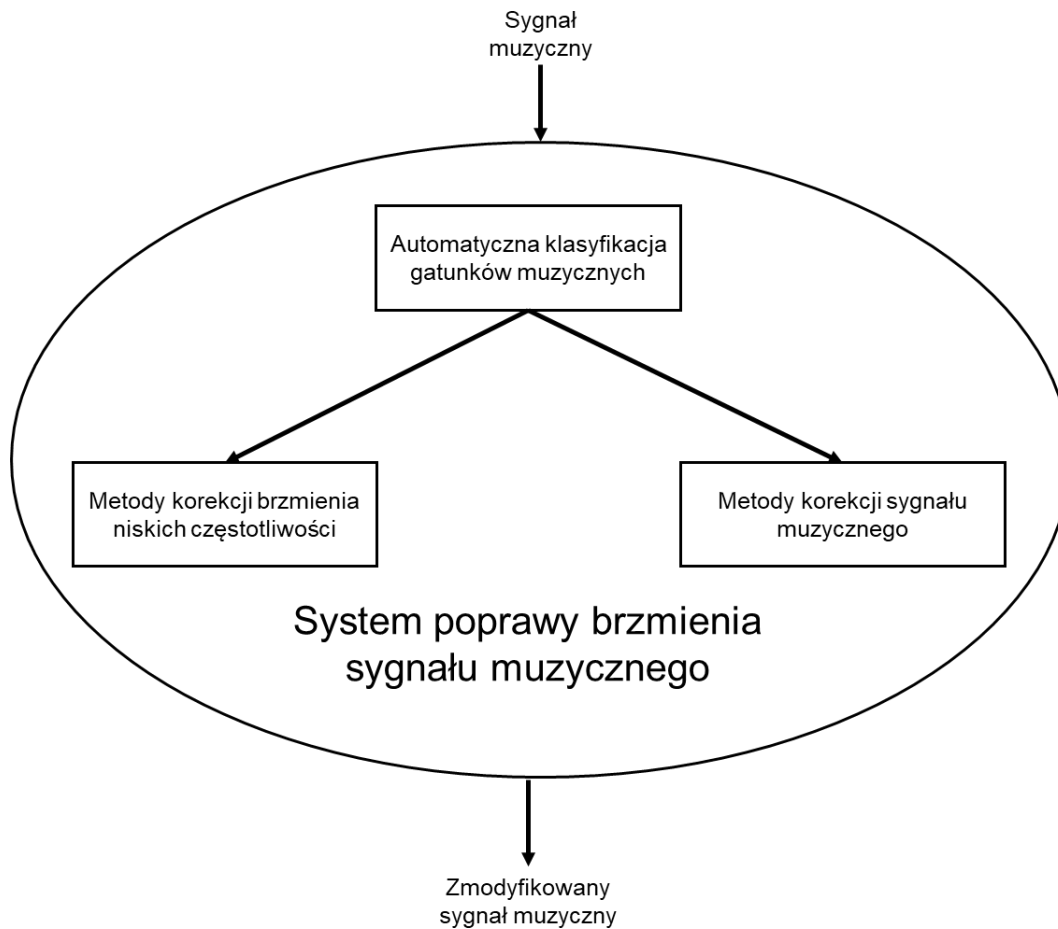 Sygnał
muzyczny
Automatyczna klasyfikacja
gatunków muzycznych
Metody korekcji brzmienia
niskich częstotliwości
Metody korekcji sygnału
muzycznego
System poprawy brzmienia
sygnału muzycznego
Zmodyfikowany
sygnał muzyczny